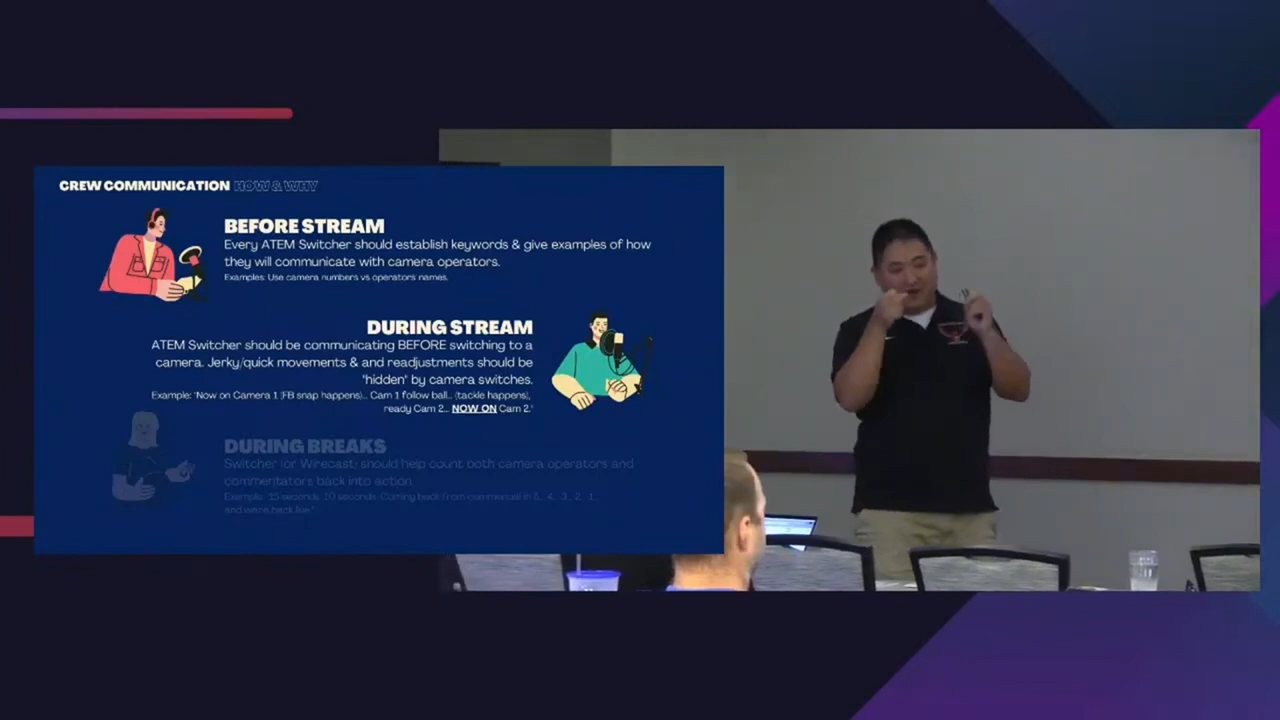 CREW COMMUNICATION HOW & WHY
BEFORE STREAM
Every ATEM Switcher should establish keywords & give examples of how
they will communicate with camera operators.
Examples: Use camera numbers vs operators' names.
DURING STREAM
ATEM Switcher should be communicating BEFORE switching to a
camera. Jerky/quick movements & and readjustments should be
"hidden" by camera switches.
Example: "Now on Camera 1 (FB snap happens)... Cam 1 follow ball... (tackle happens),
ready Cam 2... NOW ON Cam 2."
DURING BREAKS
Switcher (or Wirecast) should help count both camera operators and
commentators back into action.
Example: "15 seconds, 10 seconds. Coming back from commercial in 5... 4... 3... 2... 1...
and we're back live."